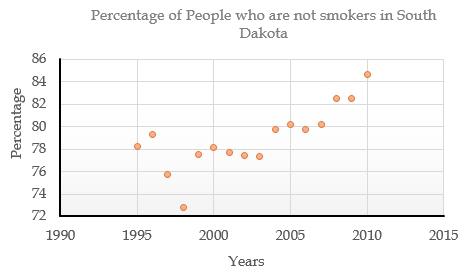 Percentage of People who are not smokers in South
Dakota
86
84
82
80
78
76
74
72
Percentage
1990 1995 2000 2005 2010 2015
Years